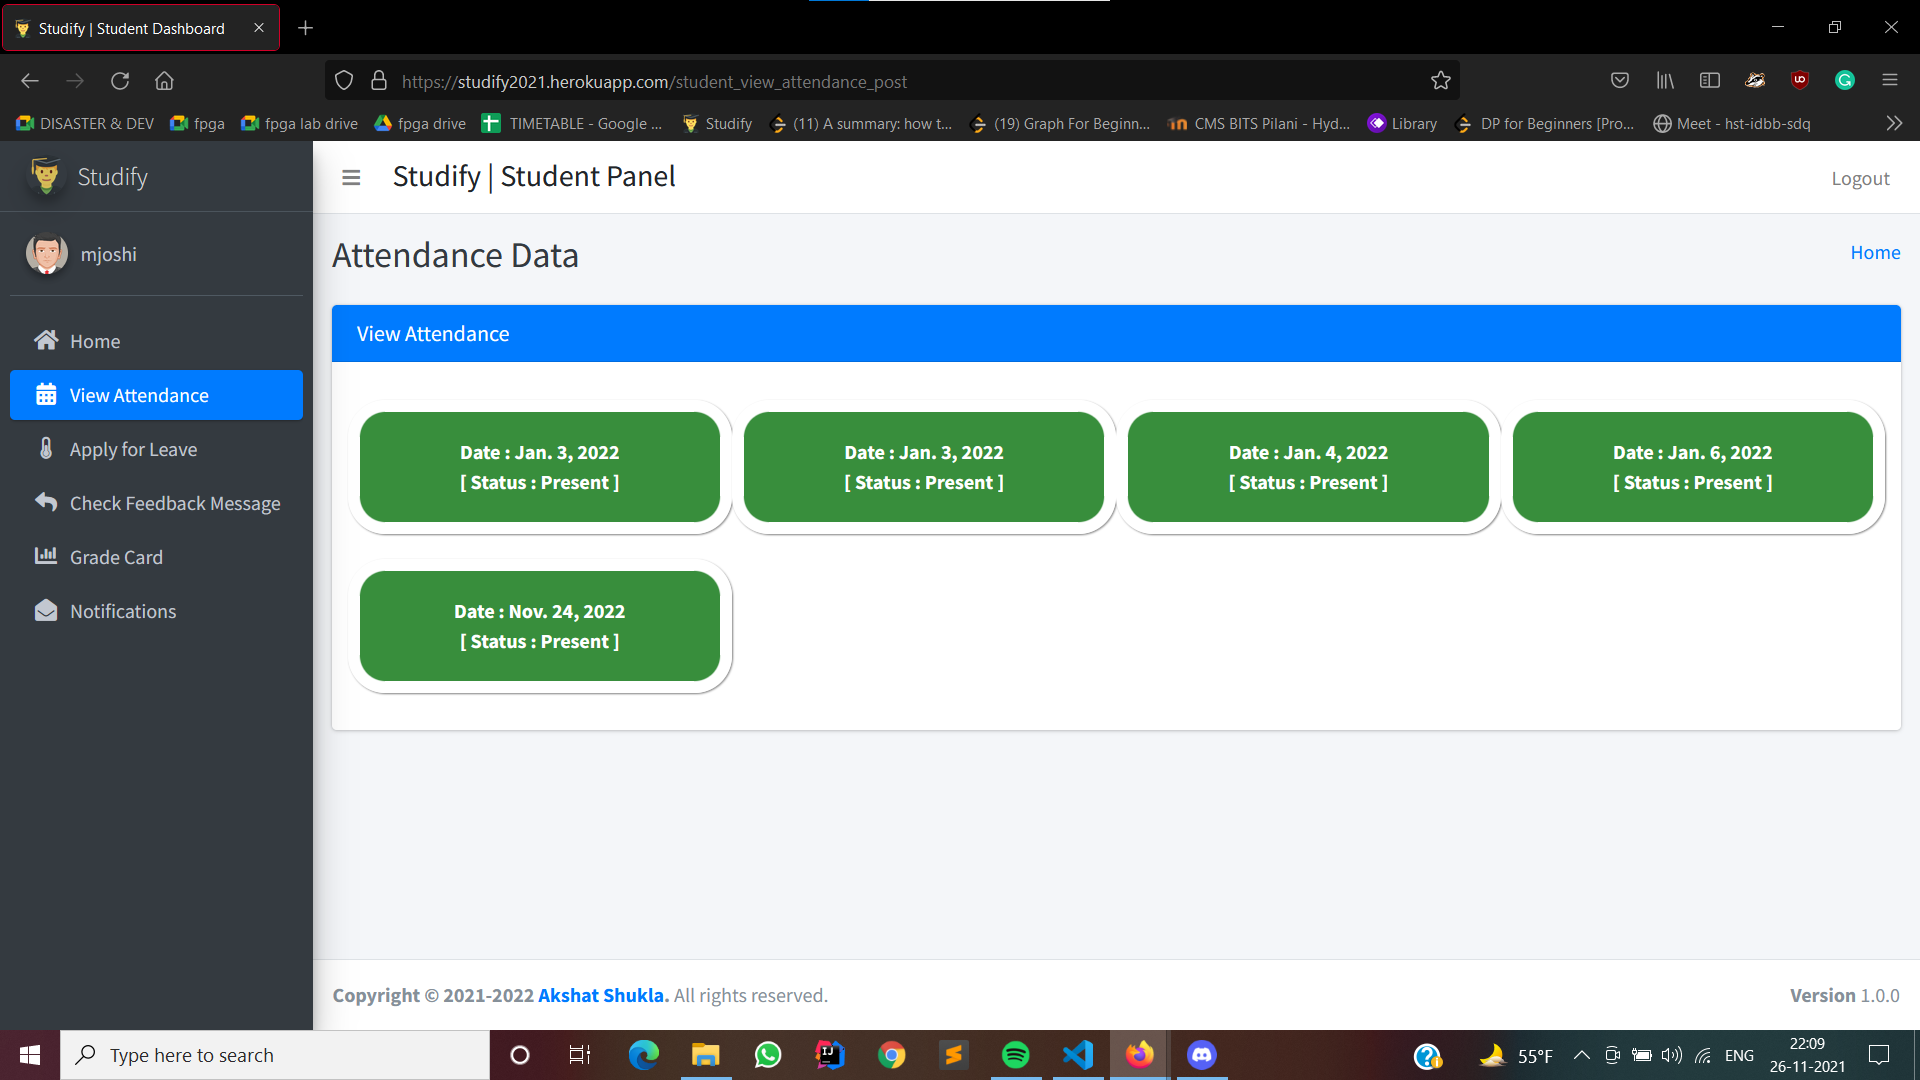 Studify | Student Dashboard
https://studify2021.herokuapp.com/student_view_attendance_post
DISASTER & DEV fpga fpga lab drive fpga drive TIMETABLE - Google ... Studify (11) A summary: how t... (19) Graph For Beginn... CMS BITS Pilani - Hyd... Library DP for Beginners [Pro... Meet - hst-idbb-sdq
Studify
Studify | Student Panel
Logout
mjoshi
Attendance Data
Home
Home
View Attendance
Apply for Leave
Check Feedback Message
Grade Card
Notifications
View Attendance
Date : Jan. 3, 2022
[ Status : Present ]
Date : Jan. 3, 2022
[ Status : Present ]
Date : Jan. 4, 2022
[ Status : Present ]
Date : Jan. 6, 2022
[ Status : Present ]
Date : Nov. 24, 2022
[ Status : Present ]
Copyright © 2021-2022 Akshat Shukla. All rights reserved.
Version 1.0.0
Type here to search
55°F
ENG
22:09
26-11-2021